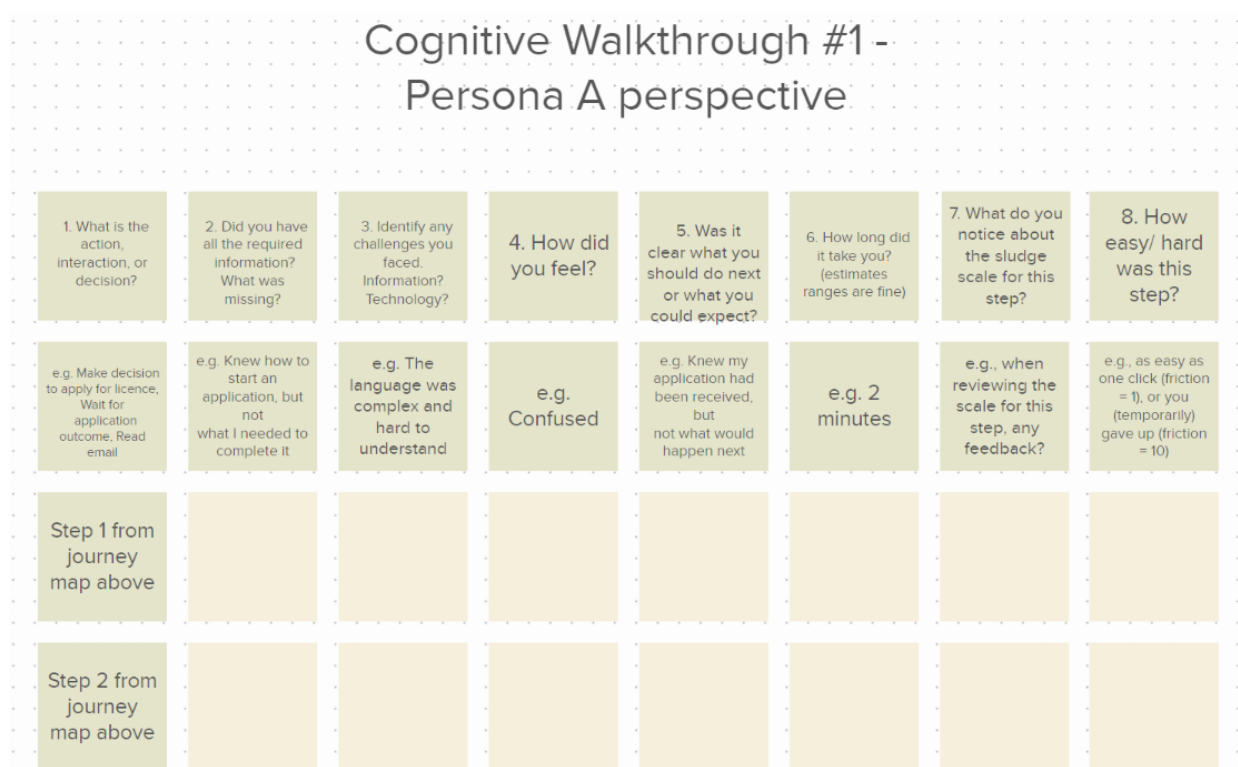 Cognitive Walkthrough #1 -
Persona A perspective
1. What is the
action,
interaction, or
decision?
2. Did you have
all the required
information?
What was
missing?
3. Identify any
challenges you
faced.
Information?
Technology?
4. How did
you feel?
5. Was it
clear what you
should do next
or what you
could expect?
6. How long did
it take you?
(estimates
ranges are fine)
7. What do you
notice about
the sludge
scale for this
step?
8. How
easy/ hard
was this
step?
e.g. Make decision
to apply for licence,
Wait for
application
outcome, Read
email
e.g. Knew how to
start an
application, but
not
what I needed to
complete it
e.g. The
language was
complex and
hard to
understand
e.g.
Confused
e.g. Knew my
application had
been received,
but
not what would
happen next
e.g. 2
minutes
e.g., when
reviewing the
scale for this
step, any
feedback?
e.g., as easy as
one click (friction
= 1), or you
(temporarily)
gave up (friction
= 10)
Step 1 from
journey
map above
Step 2 from
journey
map above